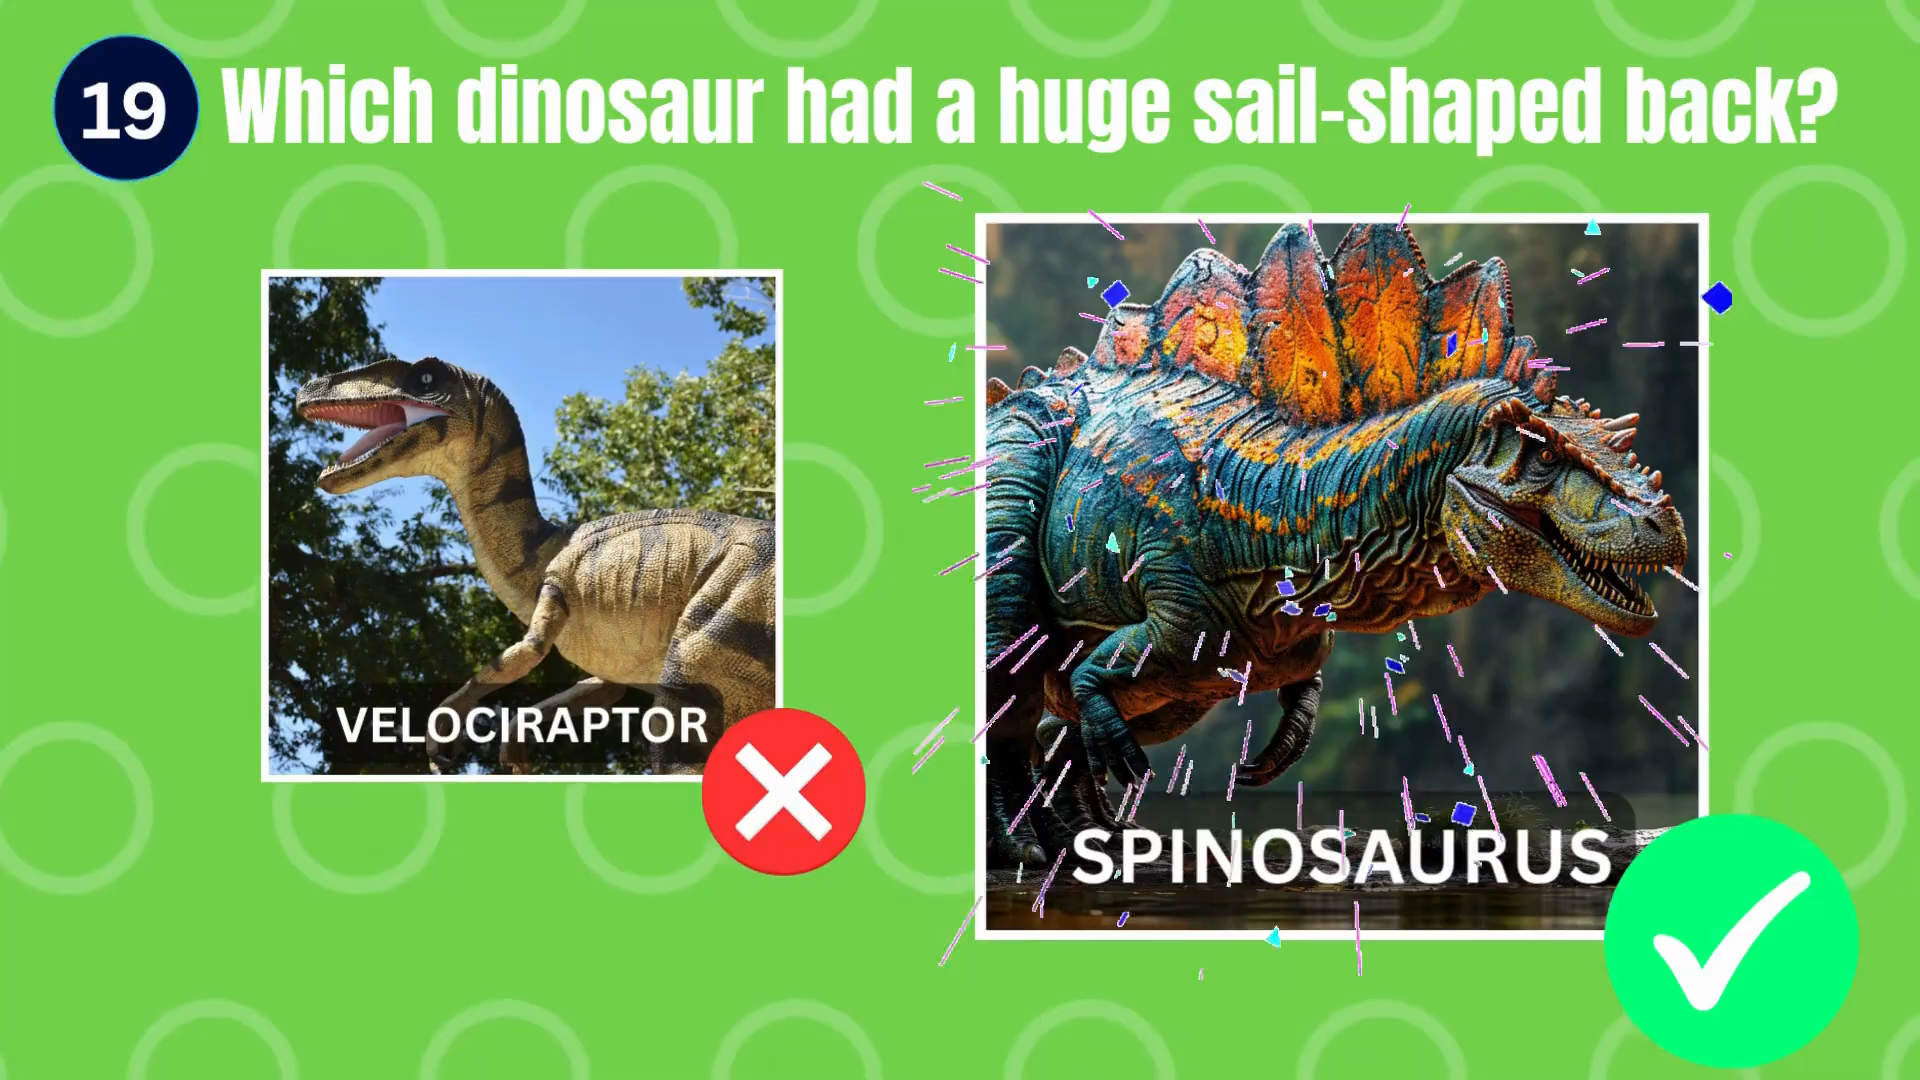 19
Which dinosaur had a huge sail-shaped back?
VELOCIRAPTOR
SPINOSAURUS